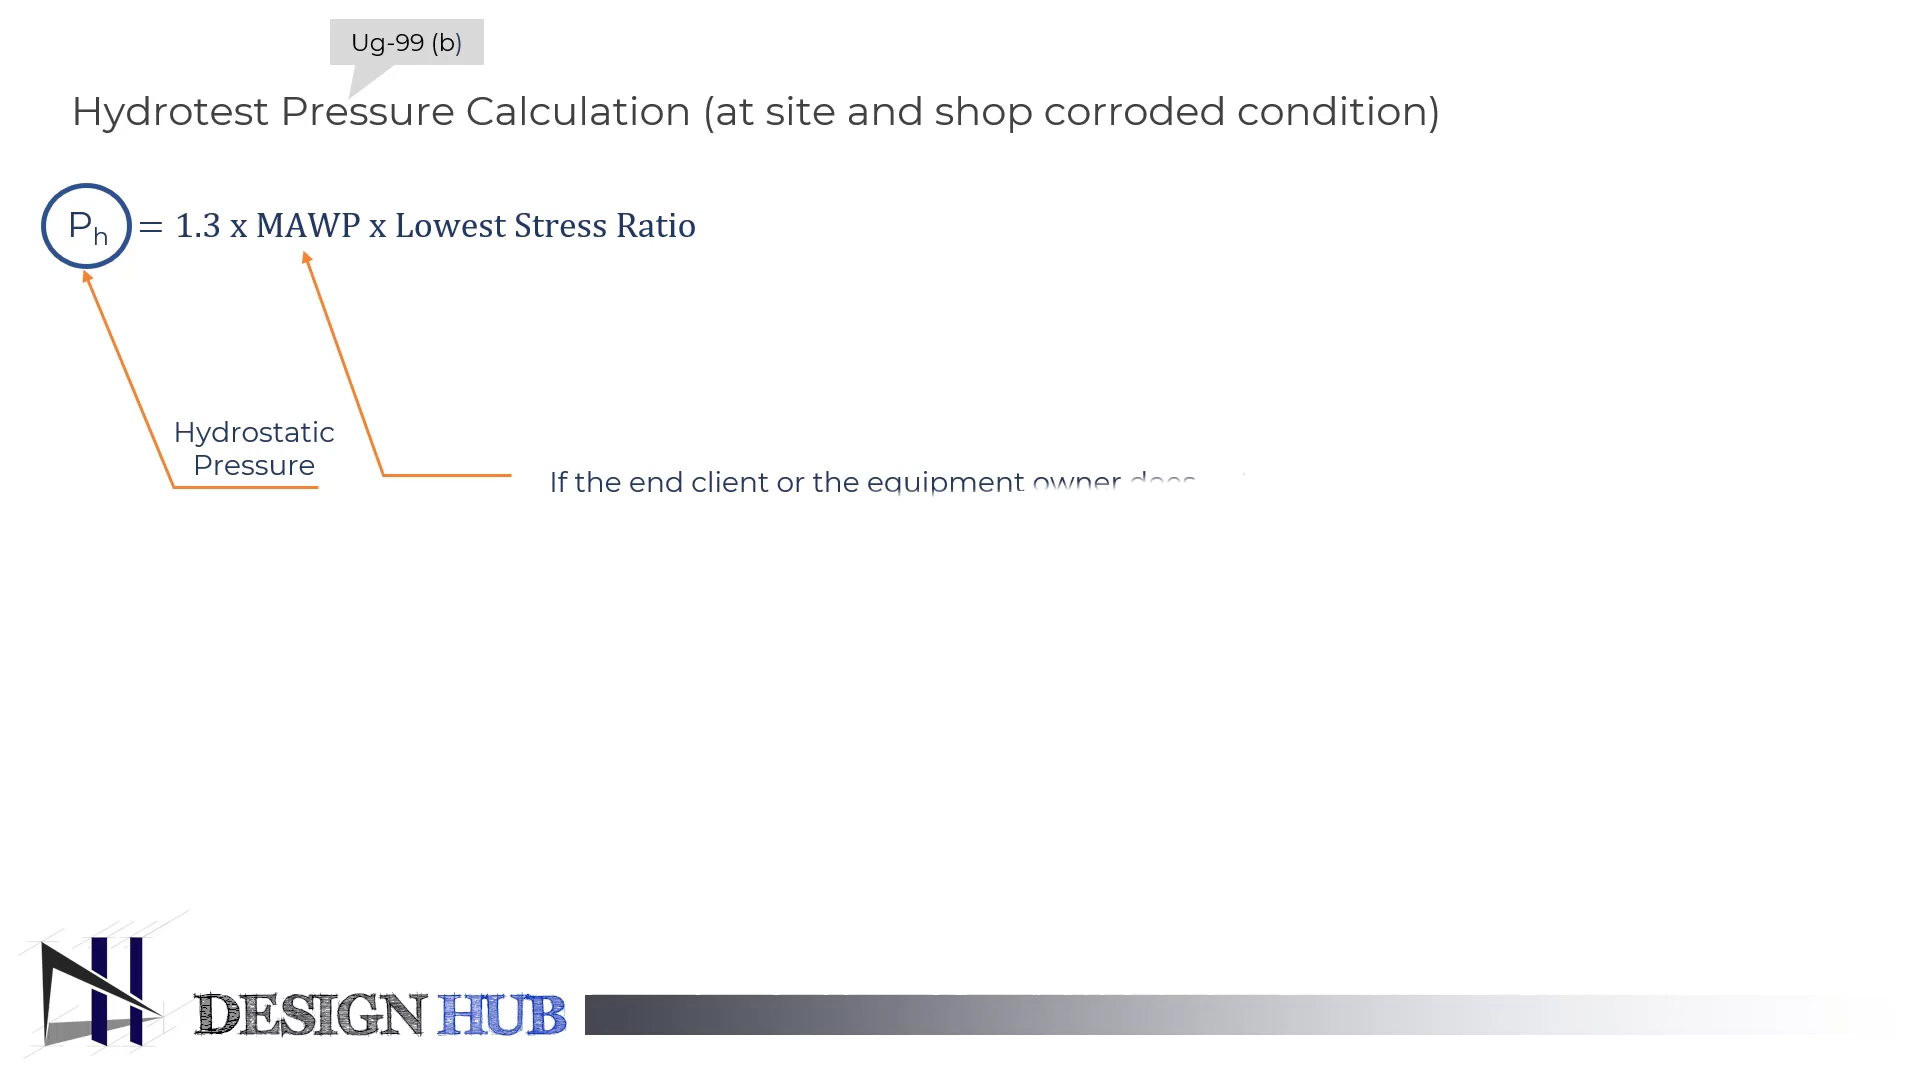 Ug-99 (b)
Hydrotest Pressure Calculation (at site and shop corroded condition)
Ph = 1.3 x MAWP x Lowest Stress Ratio
Hydrostatic
Pressure
If the end client or the equipment owner does
DESIGN HUB